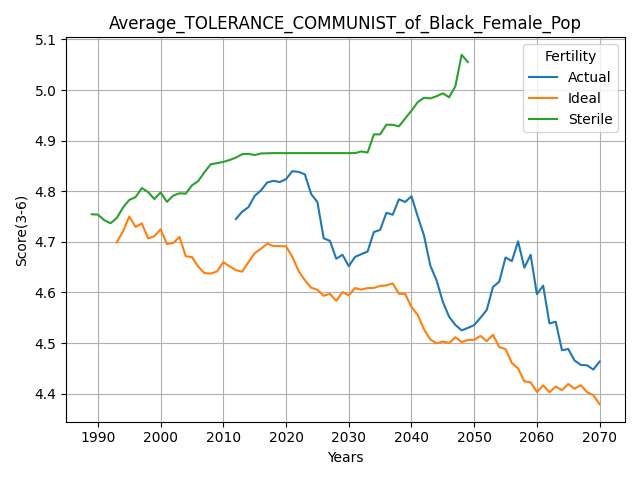 Average_TOLERANCE_COMMUNIST_of_Black_Female_Pop
5.1
5.0
4.9
4.8
4.7
4.6
4.5
4.4
Score(3-6)
Fertility
Actual
Ideal
Sterile
1990 2000 2010 2020 2030 2040 2050 2060 2070
Years